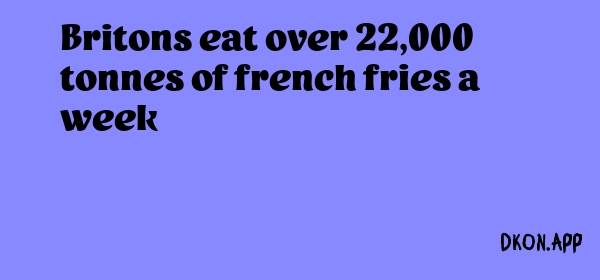 Britons eat over 22,000
tonnes of french fries a
week
DKON.APP